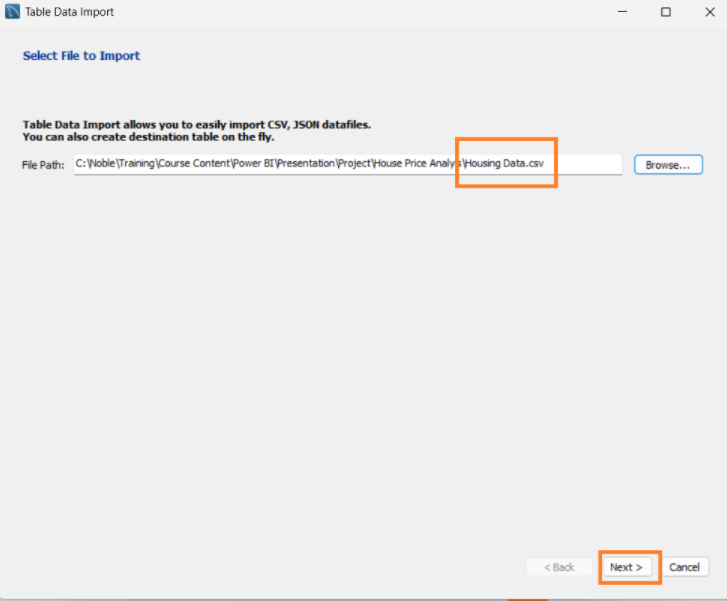 Table Data Import
Select File to Import
Table Data Import allows you to easily import CSV, JSON datafiles.
You can also create destination table on the fly.
File Path: C:\Noble\Training\Course Content\Power BI\Presentation\Project\House Price Analysis\Housing Data.csv Browse...
< Back Next > Cancel